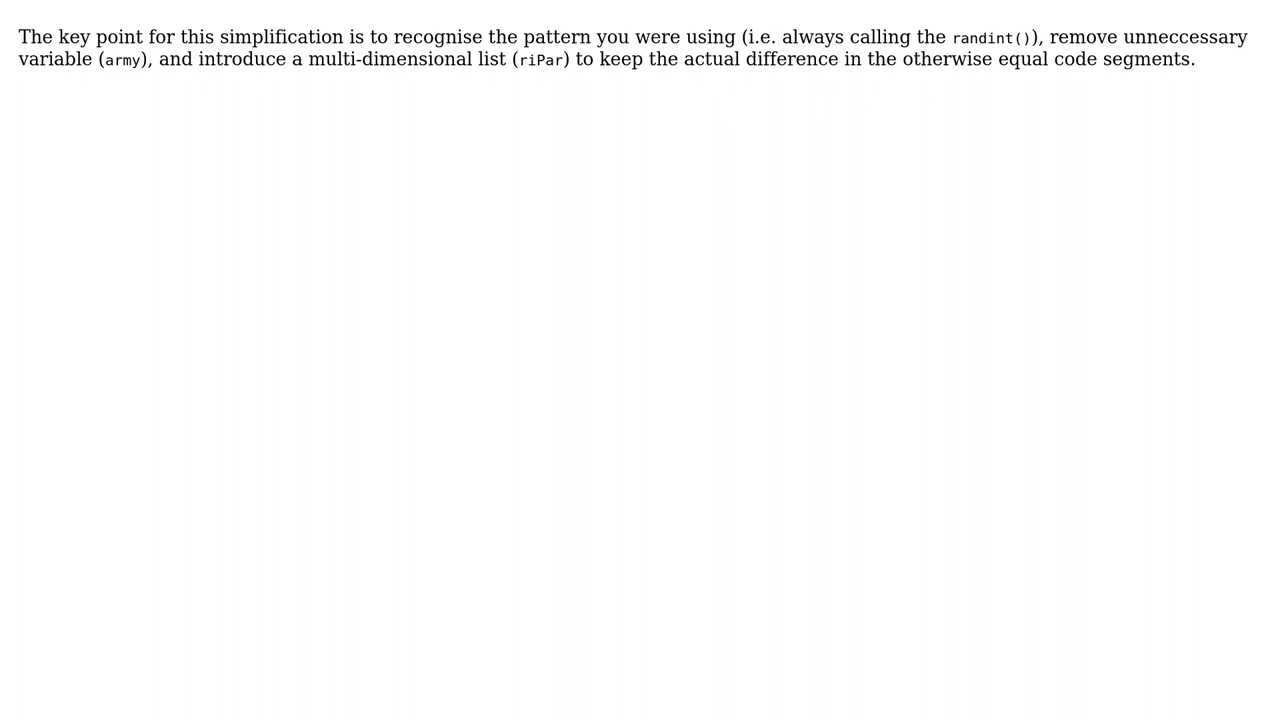 The key point for this simplification is to recognise the pattern you were using (i.e. always calling the randint()), remove unneccessary
variable (army), and introduce a multi-dimensional list (riPar) to keep the actual difference in the otherwise equal code segments.